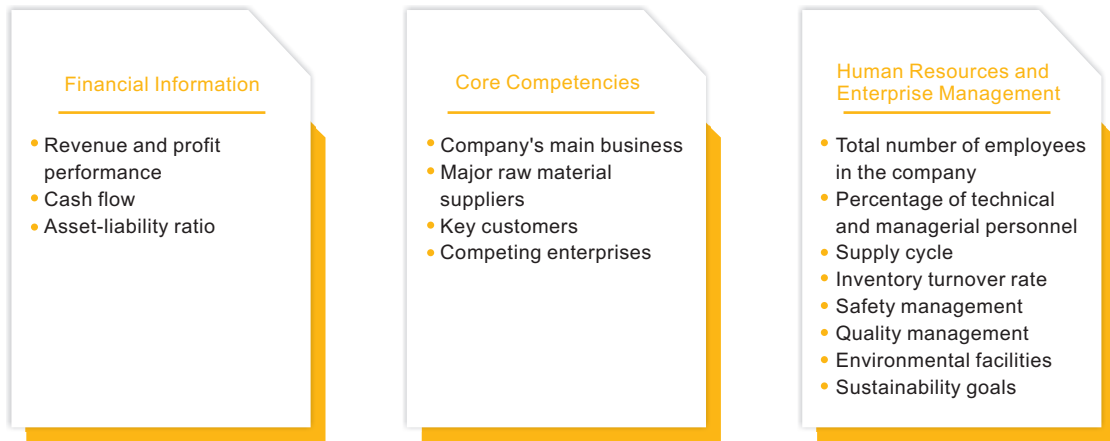 Financial Information
• Revenue and profit
performance
• Cash flow
• Asset-liability ratio
Core Competencies
• Company's main business
• Major raw material
suppliers
• Key customers
• Competing enterprises
Human Resources and
Enterprise Management
• Total number of employees
in the company
• Percentage of technical
and managerial personnel
• Supply cycle
• Inventory turnover rate
• Safety management
• Quality management
• Environmental facilities
• Sustainability goals